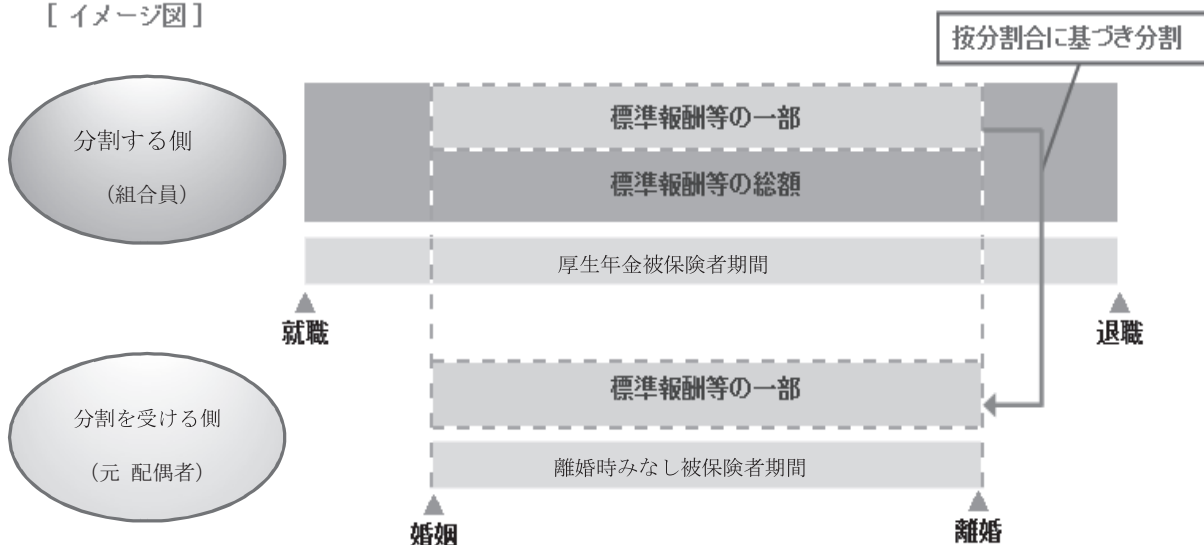 [ イメージ図 ]
按分割合に基づき分割
分割する側
(組合員)
標準報酬等の一部
標準報酬等の総額
厚生年金被保険者期間
就職
退職
分割を受ける側
(元 配偶者)
標準報酬等の一部
離婚時みなし被保険者期間
婚姻
離婚